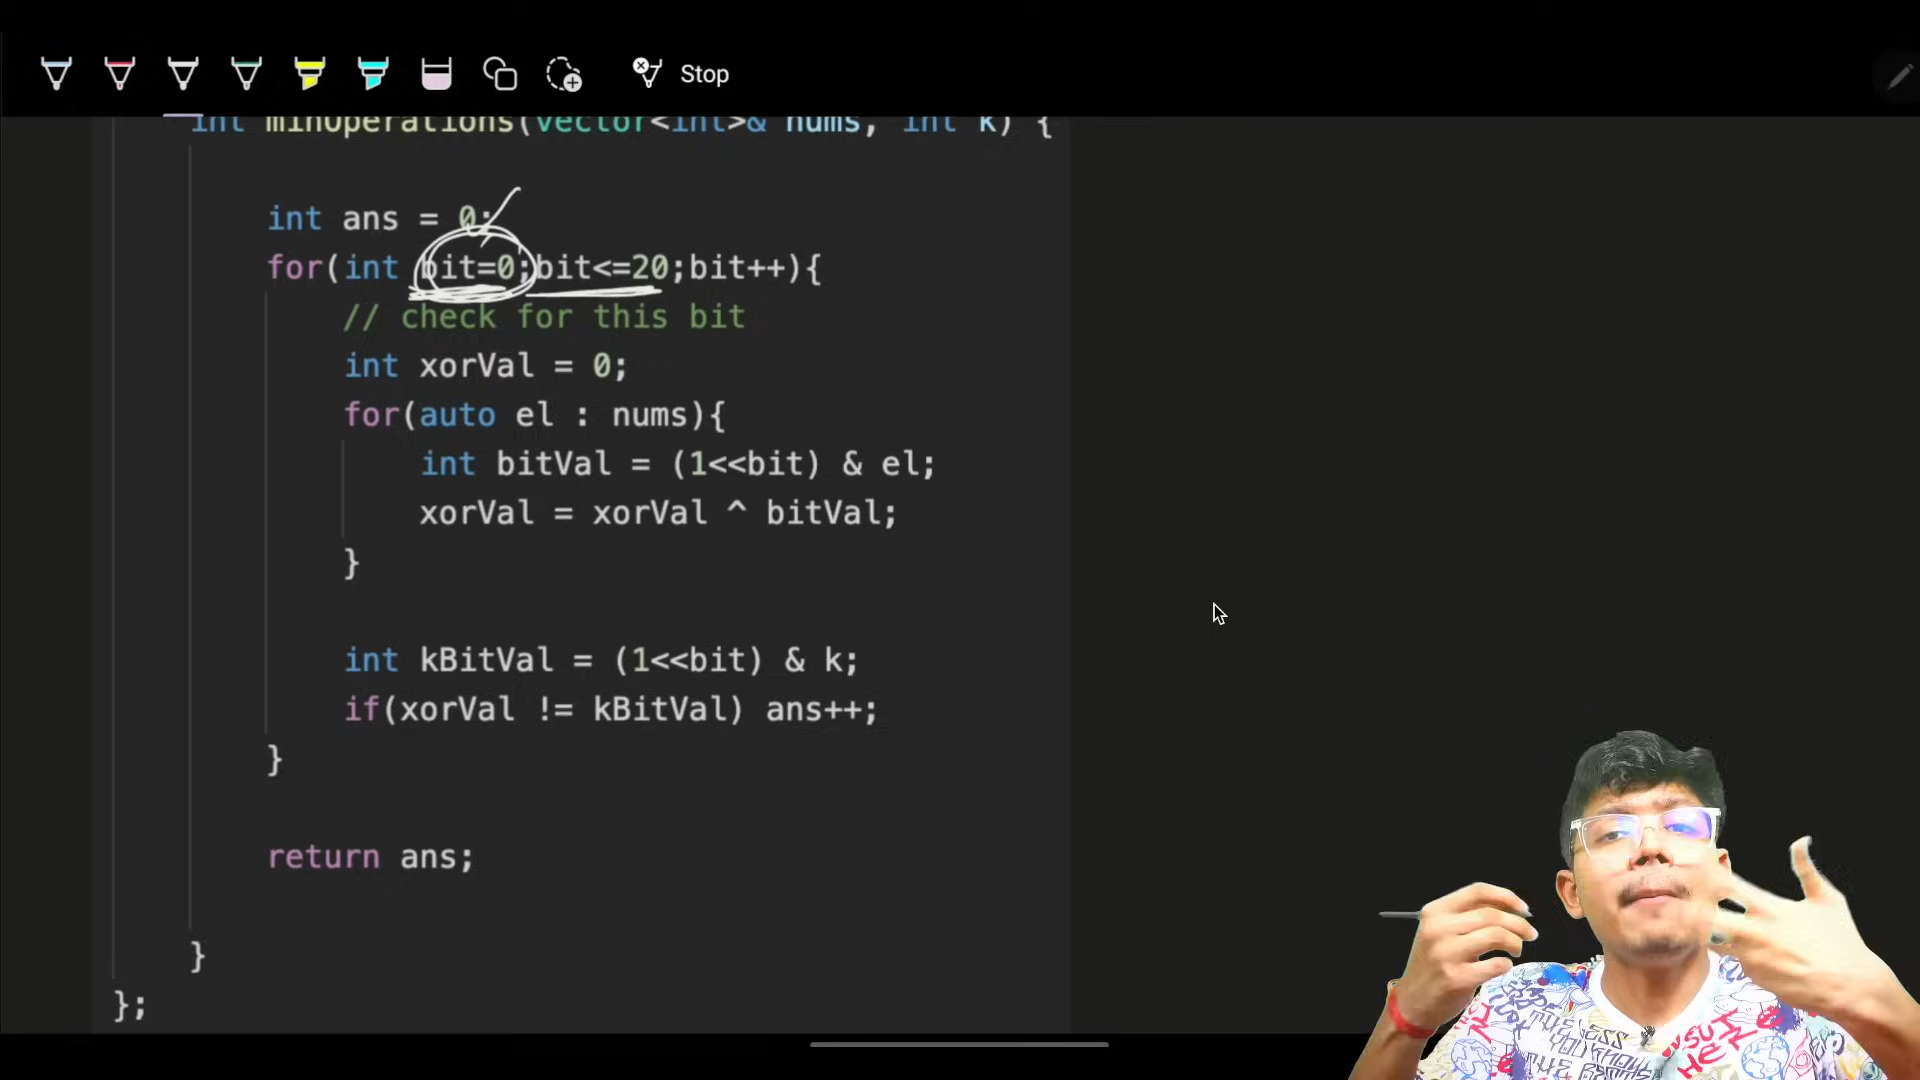 Stop
int minOperations(vector<int>& nums, int k) {
int ans = 0;
for(int bit=0;bit<=20;bit++){
// check for this bit
int xorVal = 0;
for(auto el : nums){
int bitVal = (1<<bit) & el;
xorVal = xorVal ^ bitVal;
}
int kBitVal = (1<<bit) & k;
if(xorVal != kBitVal) ans++;
}
return ans;
}
};